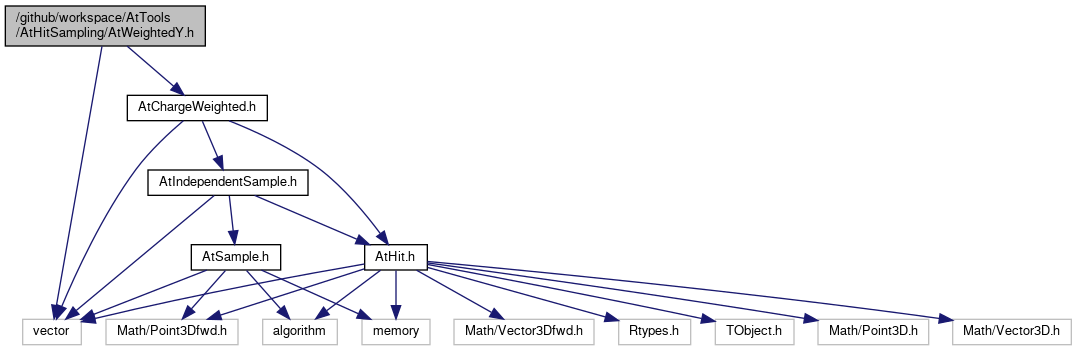 /github/workspace/AtTools
/AtHitSampling/AtWeightedY.h
AtChargeWeighted.h
AtIndependentSample.h
AtSample.h
AtHit.h
vector
Math/Point3Dfwd.h
algorithm
memory
Math/Vector3Dfwd.h
Rtypes.h
TObject.h
Math/Point3D.h
Math/Vector3D.h